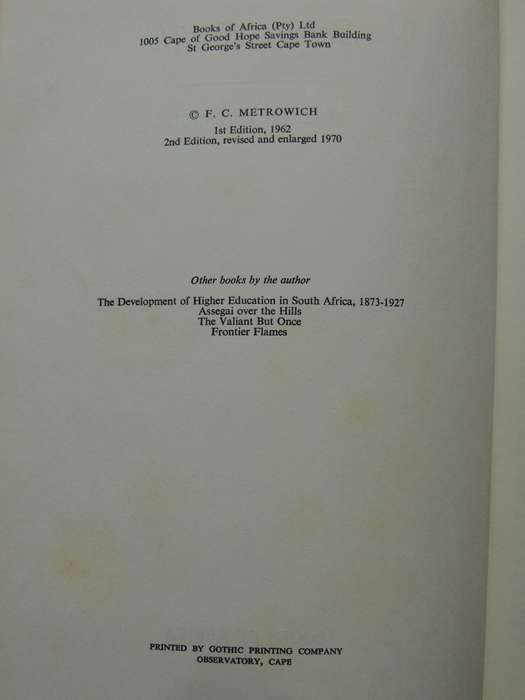 Books of Africa (Pty) Ltd
1005 Cape of Good Hope Savings Bank Building
St George's Street Cape Town
© F. C. METROWICH
1st Edition, 1962
2nd Edition, revised and enlarged 1970
Other books by the author
The Development of Higher Education in South Africa, 1873-1927
Assegai over the Hills
The Valiant But Once
Frontier Flames
PRINTED BY GOTHIC PRINTING COMPANY
OBSERVATORY, CAPE